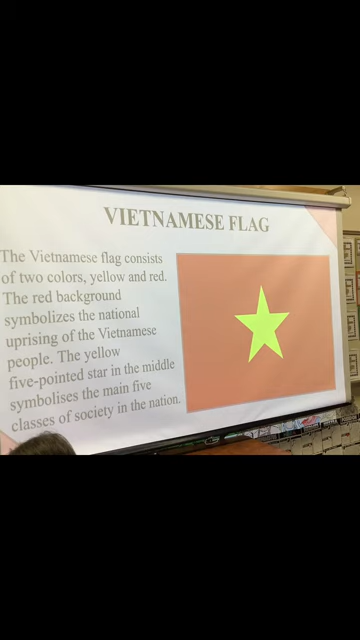 VIETNAMESE FLAG
The Vietnamese flag consists
of two colors, yellow and red.
The red background
symbolizes the national
uprising of the Vietnamese
people. The yellow
five-pointed star in the middle
symbolises the main five
classes of society in the nation.